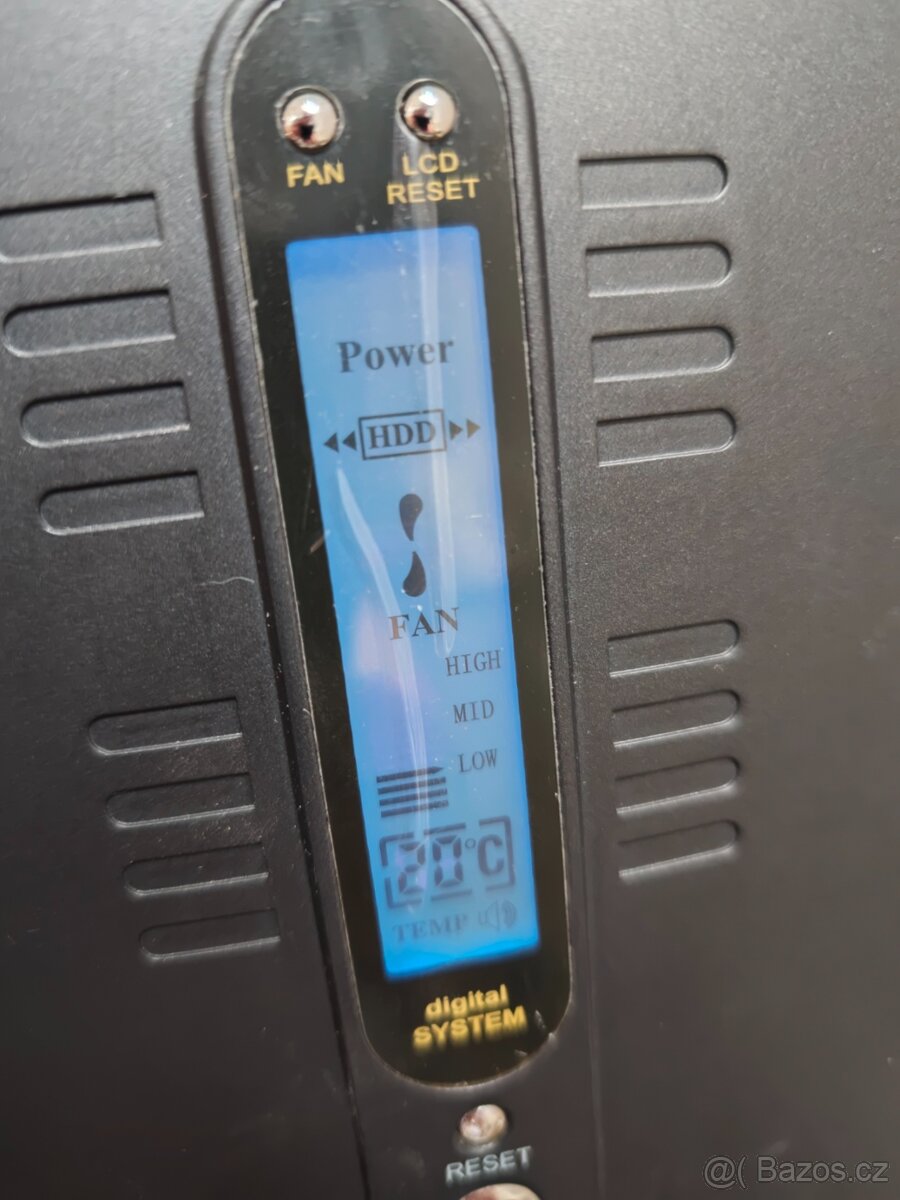 FAN
LCD
RESET
Power
HDD
FAN
HIGH
MID
LOW
20°C
TEMP
digital
SYSTEM
RESET
@( Bazos.cz